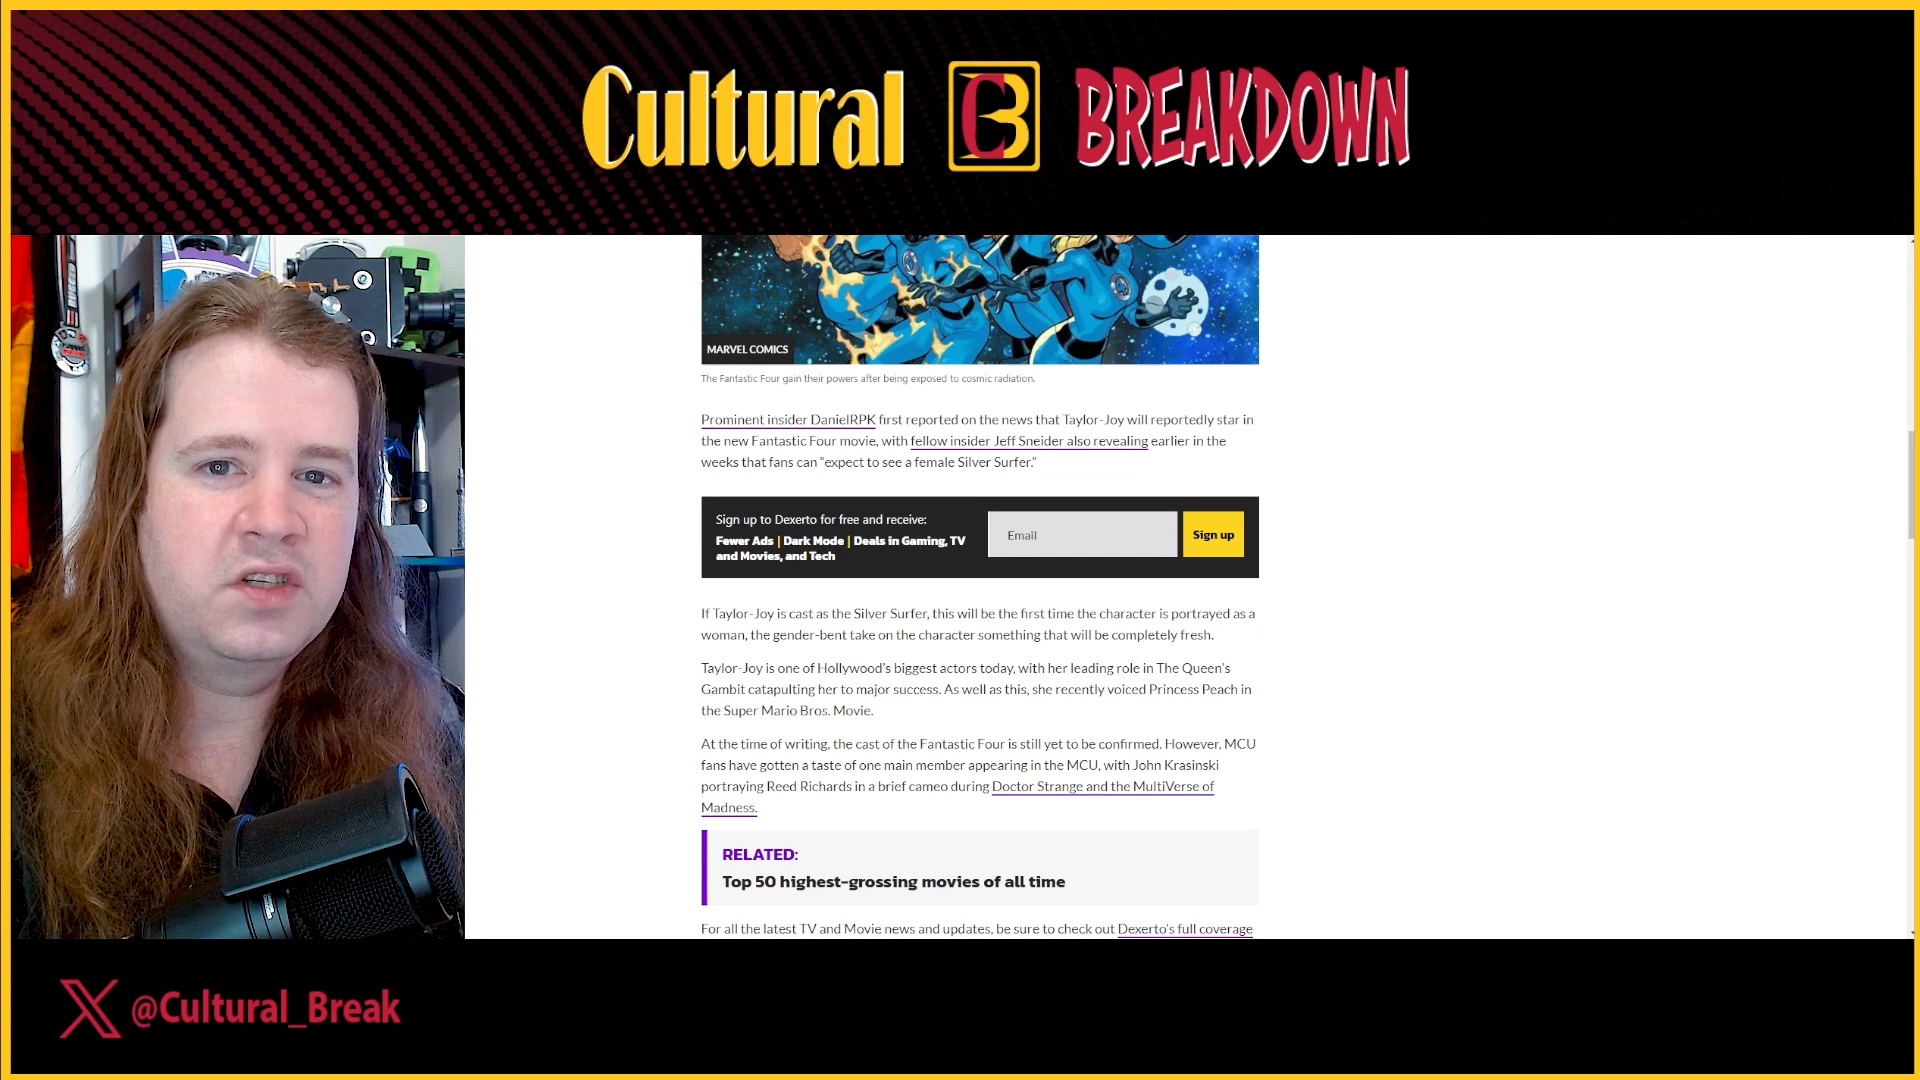 Cultural CB BREAKDOWN
MARVEL COMICS
The Fantastic Four gain their powers after being exposed to cosmic radiation.
Prominent insider DanielRPK first reported on the news that Taylor-Joy will reportedly star in
the new Fantastic Four movie, with fellow insider Jeff Sneider also revealing earlier in the
weeks that fans can “expect to see a female Silver Surfer.”
Sign up to Dexerto for free and receive:
Fewer Ads | Dark Mode | Deals in Gaming, TV
and Movies, and Tech
Email
Sign up
If Taylor-Joy is cast as the Silver Surfer, this will be the first time the character is portrayed as a
woman, the gender-bent take on the character something that will be completely fresh.
Taylor-Joy is one of Hollywood’s biggest actors today, with her leading role in The Queen’s
Gambit catapulting her to major success. As well as this, she recently voiced Princess Peach in
the Super Mario Bros. Movie.
At the time of writing, the cast of the Fantastic Four is still yet to be confirmed. However, MCU
fans have gotten a taste of one main member appearing in the MCU, with John Krasinski
portraying Reed Richards in a brief cameo during Doctor Strange and the MultiVerse of
Madness.
RELATED:
Top 50 highest-grossing movies of all time
For all the latest TV and Movie news and updates, be sure to check out Dexerto’s full coverage
X @Cultural_Break